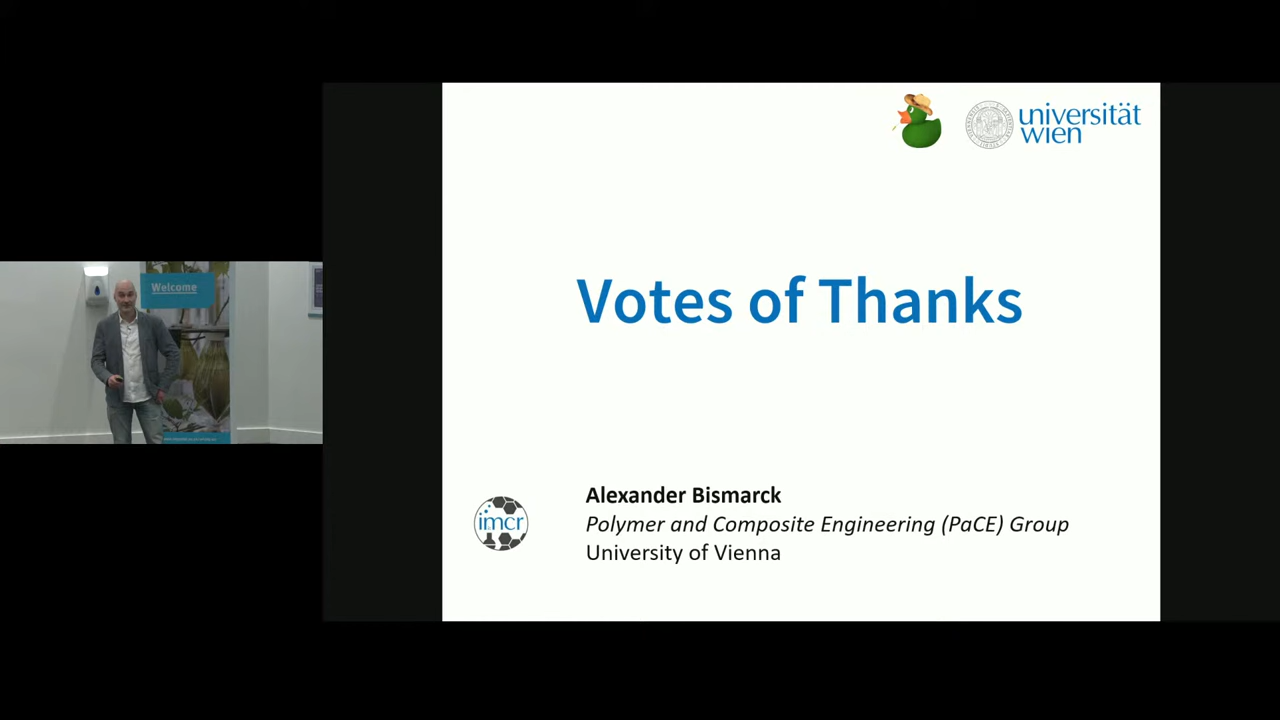 universität
wien
Welcome
Votes of Thanks
Alexander Bismarck
imcr
Polymer and Composite Engineering (PaCE) Group
University of Vienna